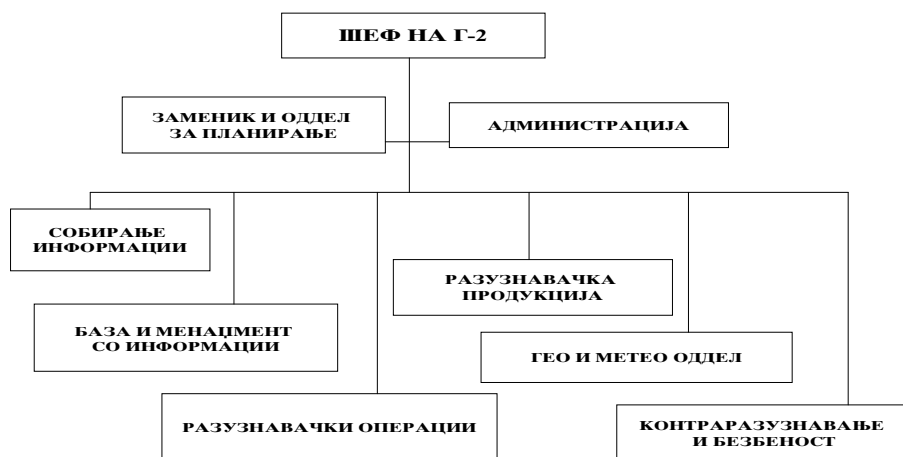 ШЕФ НА Г-2
ЗАМЕНИК И ОДДЕЛ
ЗА ПЛАНИРАЊЕ
АДМИНИСТРАЦИЈА
СОБИРАЊЕ
ИНФОРМАЦИИ
РАЗУЗНАВАЧКА
ПРОДУКЦИЈА
БАЗА И МЕНАЏМЕНТ
СО ИНФОРМАЦИИ
ГЕО И МЕТЕО ОДДЕЛ
РАЗУЗНАВАЧКИ ОПЕРАЦИИ
КОНТРАРАЗУЗНАВАЊЕ
И БЕЗБЕНОСТ